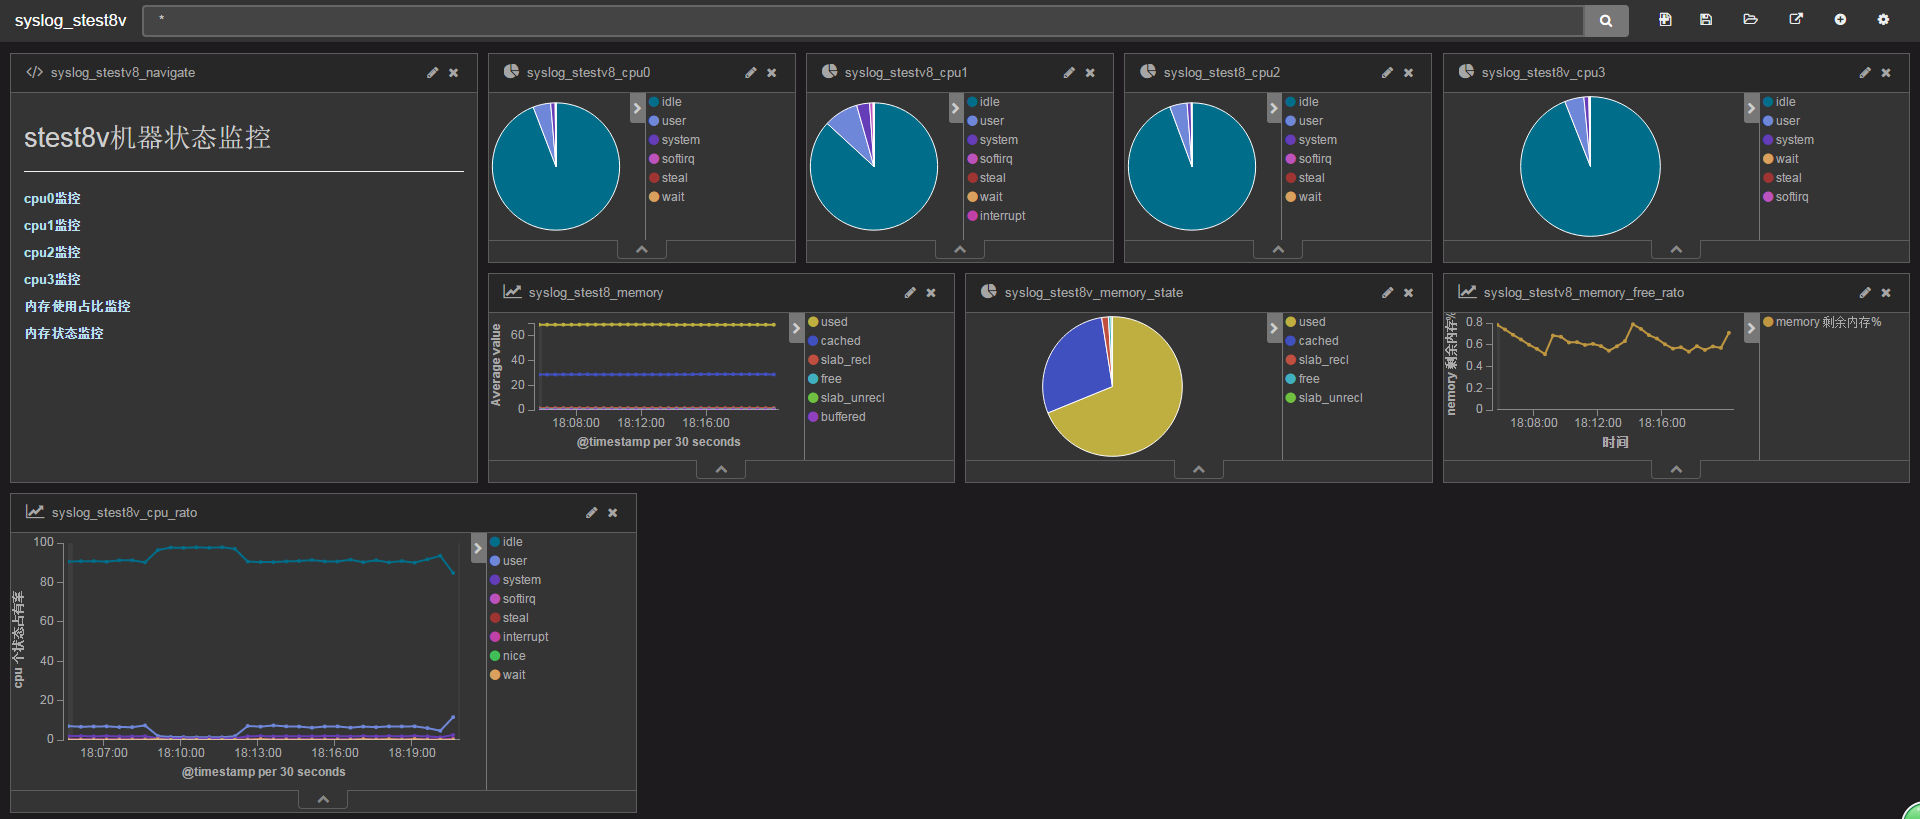 syslog_stest8v
*
syslog_stestv8_navigate
stest8v机器状态监控
cpu0监控
cpu1监控
cpu2监控
cpu3监控
内存使用占比监控
内存状态监控
syslog_stestv8_cpu0
idle
user
system
softirq
steal
wait
syslog_stestv8_cpu1
idle
user
system
softirq
steal
wait
interrupt
syslog_stest8_cpu2
idle
user
system
softirq
steal
wait
syslog_stest8v_cpu3
idle
user
system
wait
steal
softirq
syslog_stest8_memory
Average value
60
40
20
0
18:08:00
18:12:00
18:16:00
@timestamp per 30 seconds
used
cached
slab_recl
free
slab_unrecl
buffered
syslog_stest8v_memory_state
used
cached
slab_recl
free
slab_unrecl
syslog_stestv8_memory_free_rato
memory 剩余内存%
0.8
0.6
0.4
0.2
0
18:08:00
18:12:00
18:16:00
时间
memory 剩余内存%
syslog_stest8v_cpu_rato
cpu 个状态占有率
100
80
60
40
20
0
18:07:00
18:10:00
18:13:00
18:16:00
18:19:00
@timestamp per 30 seconds
idle
user
system
softirq
steal
interrupt
nice
wait